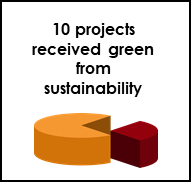 10 projects
received green
from
sustainability